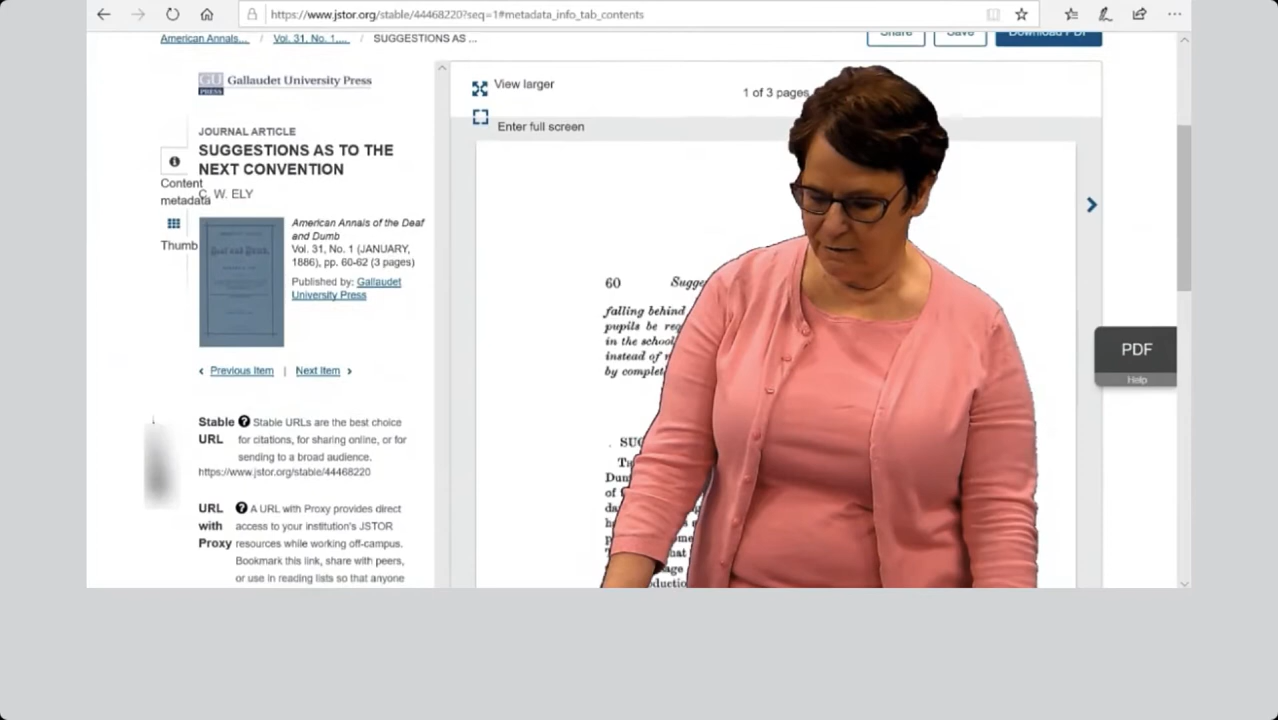 https://www.jstor.org/stable/44468220?seq=1#metadata_info_tab_contents
American Annals... / Vol. 31, No. 1,... / SUGGESTIONS AS ...
Share
Save
Download PDF
GU PRESS Gallaudet University Press
View larger
1 of 3 pages
Enter full screen
JOURNAL ARTICLE
SUGGESTIONS AS TO THE
NEXT CONVENTION
C. W. ELY
Content
metadata
Thumb
American Annals of the Deaf
and Dumb
Vol. 31, No. 1 (JANUARY,
1886), pp. 60-62 (3 pages)
Published by: Gallaudet
University Press
Previous Item | Next Item
Stable URL
Stable URLs are the best choice
for citations, for sharing online, or for
sending to a broad audience.
https://www.jstor.org/stable/44468220
URL with Proxy
A URL with Proxy provides direct
access to your institution's JSTOR
resources while working off-campus.
Bookmark this link, share with peers,
or use in reading lists so that anyone
60
falling behind
pupils be
in the school
instead of
by
of
PDF
Help